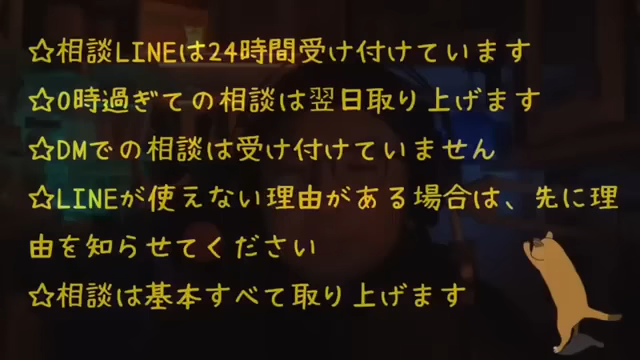 ☆相談LINEは24時間受け付けています
☆0時過ぎての相談は翌日取り上げます
☆DMでの相談は受け付けていません
☆LINEが使えない理由がある場合は、先に理
由を知らせてください
☆相談は基本すべて取り上げます